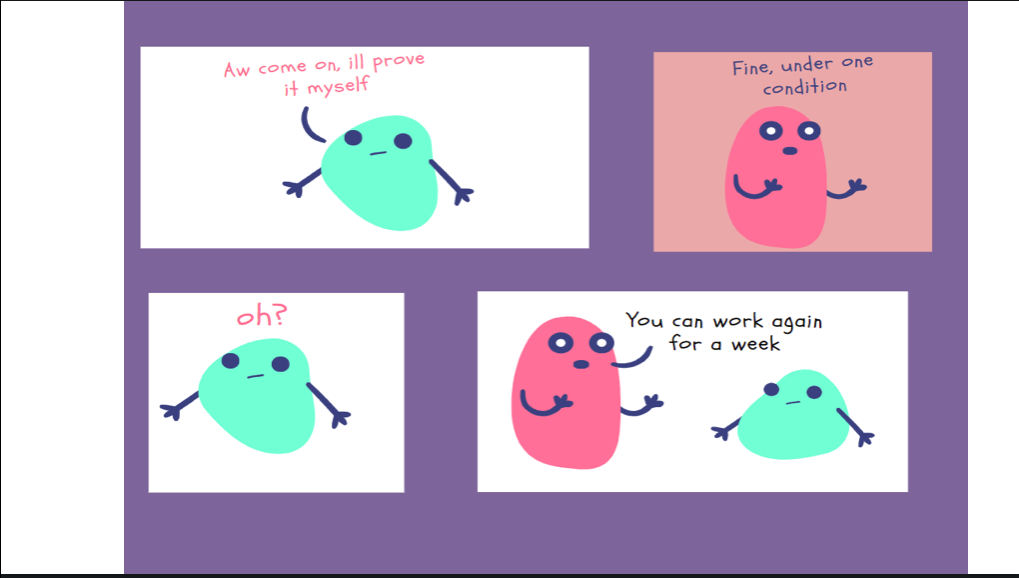 Aw come on, ill prove
it myself
Fine, under one
condition
oh?
You can work again
for a week